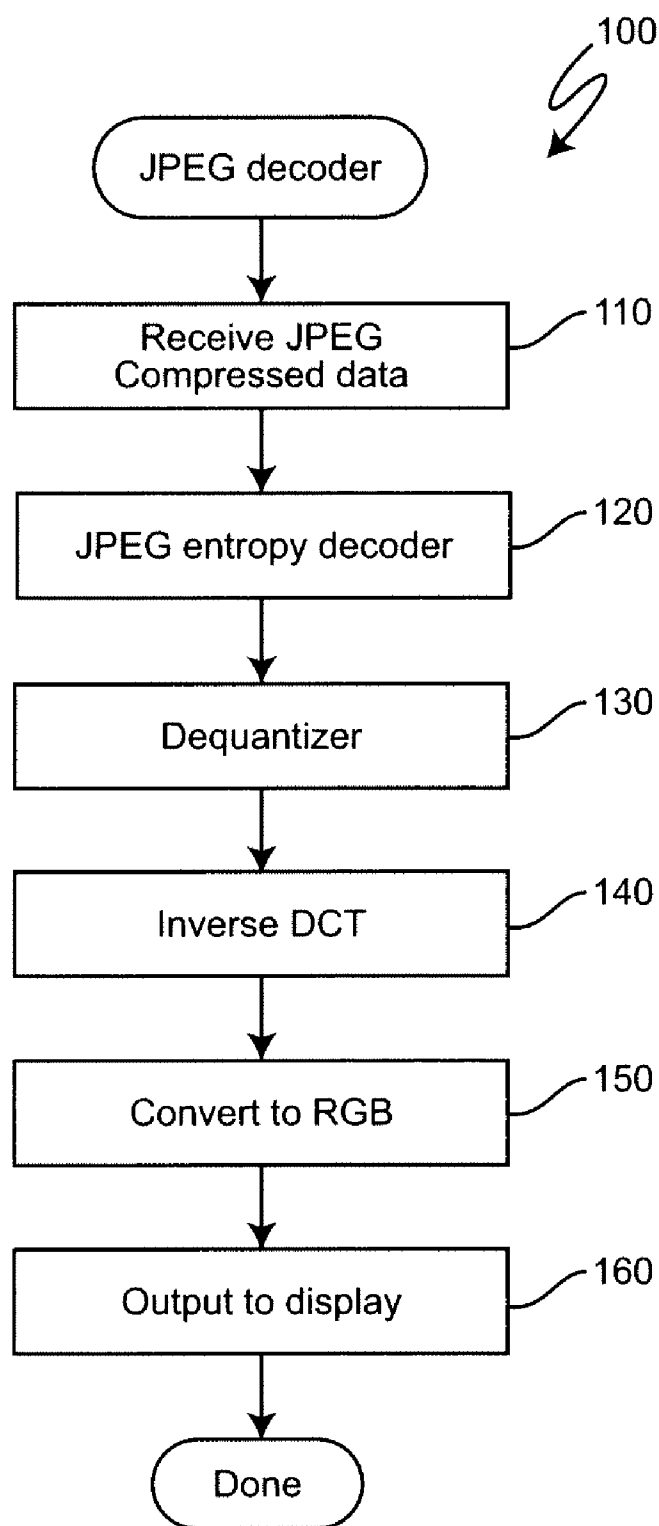 100
JPEG decoder
Receive JPEG
Compressed data
110
JPEG entropy decoder
120
Dequantizer
130
Inverse DCT
140
Convert to RGB
150
Output to display
160
Done